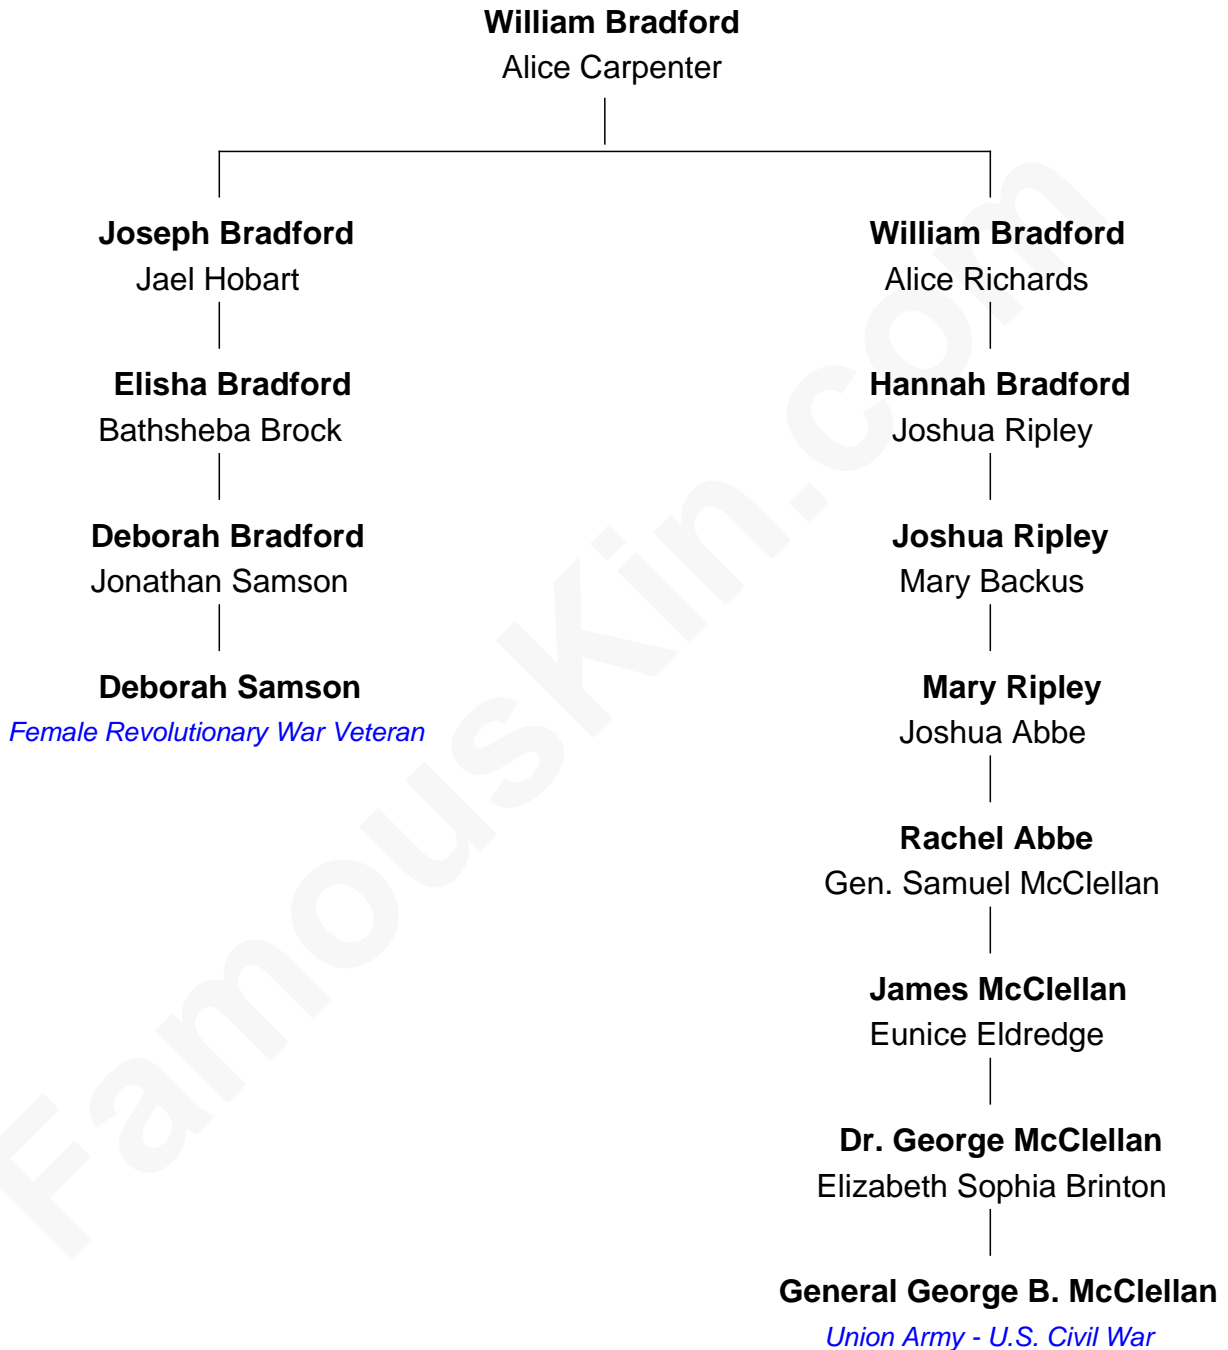 William Bradford
Alice Carpenter
Joseph Bradford
Jael Hobart
Elisha Bradford
Bathsheba Brock
Deborah Bradford
Jonathan Samson
Deborah Samson
Female Revolutionary War Veteran
William Bradford
Alice Richards
Hannah Bradford
Joshua Ripley
Joshua Ripley
Mary Backus
Mary Ripley
Joshua Abbe
Rachel Abbe
Gen. Samuel McClellan
James McClellan
Eunice Eldredge
Dr. George McClellan
Elizabeth Sophia Brinton
General George B. McClellan
Union Army - U.S. Civil War
FamousKin.com